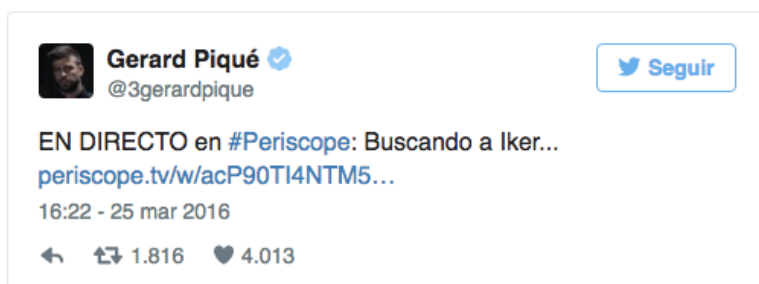 Gerard Piqué
Seguir
@3gerardpique
EN DIRECTO en #Periscope: Buscando a Iker...
periscope.tv/w/acP90TI4NTM5…
16:22 - 25 mar 2016
1.816 4.013